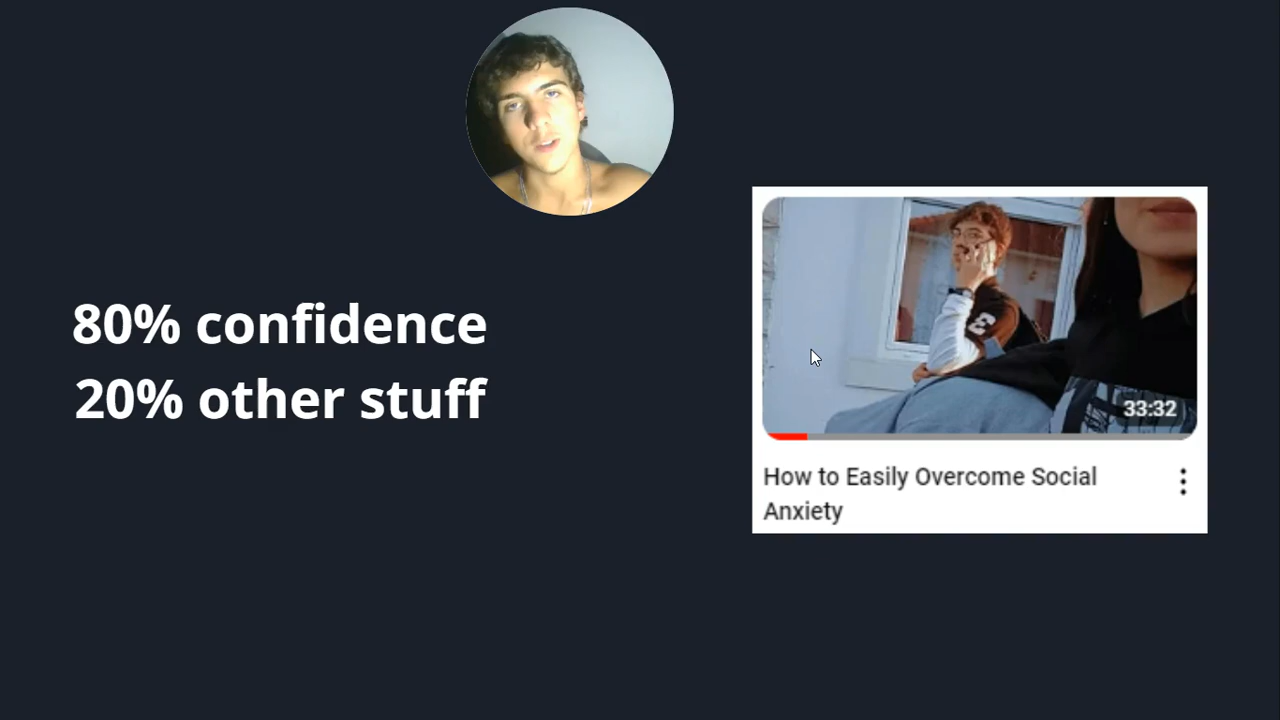 80% confidence
20% other stuff
33:32
How to Easily Overcome Social
Anxiety